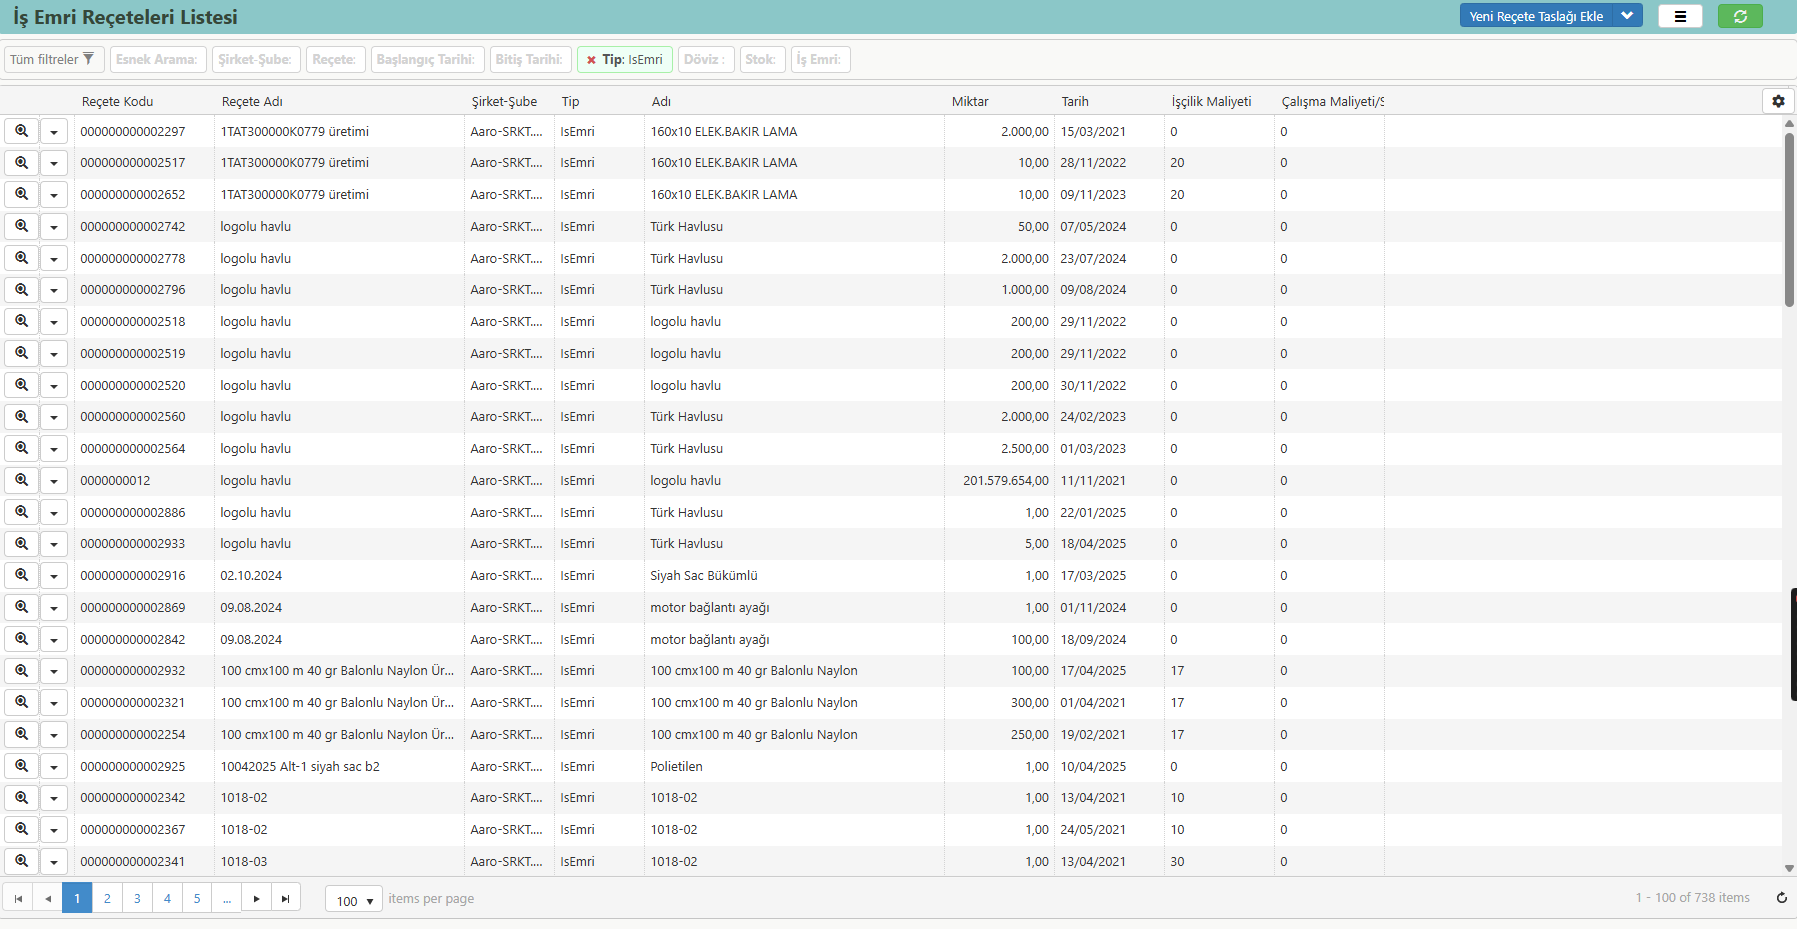 İş Emri Reçeteleri Listesi
Yeni Reçete Taslağı Ekle
Tüm filtreler Esnek Arama: Şirket-Şube: Reçete: Başlangıç Tarihi: Bitiş Tarihi: Tip: IsEmri Döviz : Stok: İş Emri:
Reçete Kodu Reçete Adı Şirket-Şube Tip Adı Miktar Tarih İşçilik Maliyeti Çalışma Maliyeti/S
000000000002297 1TAT300000K0779 üretimi Aaro-SRKT.... IsEmri 160x10 ELEK.BAKIR LAMA 2.000,00 15/03/2021 0 0
000000000002517 1TAT300000K0779 üretimi Aaro-SRKT.... IsEmri 160x10 ELEK.BAKIR LAMA 10,00 28/11/2022 20 0
000000000002652 1TAT300000K0779 üretimi Aaro-SRKT.... IsEmri 160x10 ELEK.BAKIR LAMA 10,00 09/11/2023 20 0
000000000002742 logolu havlu Aaro-SRKT.... IsEmri Türk Havlusu 50,00 07/05/2024 0 0
000000000002778 logolu havlu Aaro-SRKT.... IsEmri Türk Havlusu 2.000,00 23/07/2024 0 0
000000000002796 logolu havlu Aaro-SRKT.... IsEmri Türk Havlusu 1.000,00 09/08/2024 0 0
000000000002518 logolu havlu Aaro-SRKT.... IsEmri logolu havlu 200,00 29/11/2022 0 0
000000000002519 logolu havlu Aaro-SRKT.... IsEmri logolu havlu 200,00 29/11/2022 0 0
000000000002520 logolu havlu Aaro-SRKT.... IsEmri logolu havlu 200,00 30/11/2022 0 0
000000000002560 logolu havlu Aaro-SRKT.... IsEmri Türk Havlusu 2.000,00 24/02/2023 0 0
000000000002564 logolu havlu Aaro-SRKT.... IsEmri Türk Havlusu 2.500,00 01/03/2023 0 0
0000000012 logolu havlu Aaro-SRKT.... IsEmri logolu havlu 201.579.654,00 11/11/2021 0 0
000000000002886 logolu havlu Aaro-SRKT.... IsEmri Türk Havlusu 1,00 22/01/2025 0 0
000000000002933 logolu havlu Aaro-SRKT.... IsEmri Türk Havlusu 5,00 18/04/2025 0 0
000000000002916 02.10.2024 Aaro-SRKT.... IsEmri Siyah Sac Bükümlü 1,00 17/03/2025 0 0
000000000002869 09.08.2024 Aaro-SRKT.... IsEmri motor bağlantı ayağı 1,00 01/11/2024 0 0
000000000002842 09.08.2024 Aaro-SRKT.... IsEmri motor bağlantı ayağı 100,00 18/09/2024 0 0
000000000002932 100 cmx100 m 40 gr Balonlu Naylon Ür... Aaro-SRKT.... IsEmri 100 cmx100 m 40 gr Balonlu Naylon 100,00 17/04/2025 17 0
000000000002321 100 cmx100 m 40 gr Balonlu Naylon Ür... Aaro-SRKT.... IsEmri 100 cmx100 m 40 gr Balonlu Naylon 300,00 01/04/2021 17 0
000000000002254 100 cmx100 m 40 gr Balonlu Naylon Ür... Aaro-SRKT.... IsEmri 100 cmx100 m 40 gr Balonlu Naylon 250,00 19/02/2021 17 0
000000000002925 10042025 Alt-1 siyah sac b2 Aaro-SRKT.... IsEmri Polietilen 1,00 10/04/2025 0 0
000000000002342 1018-02 Aaro-SRKT.... IsEmri 1018-02 1,00 13/04/2021 10 0
000000000002367 1018-02 Aaro-SRKT.... IsEmri 1018-02 1,00 24/05/2021 10 0
000000000002341 1018-03 Aaro-SRKT.... IsEmri 1018-02 1,00 13/04/2021 30 0
1 2 3 4 5 ... 100 items per page 1 - 100 of 738 items